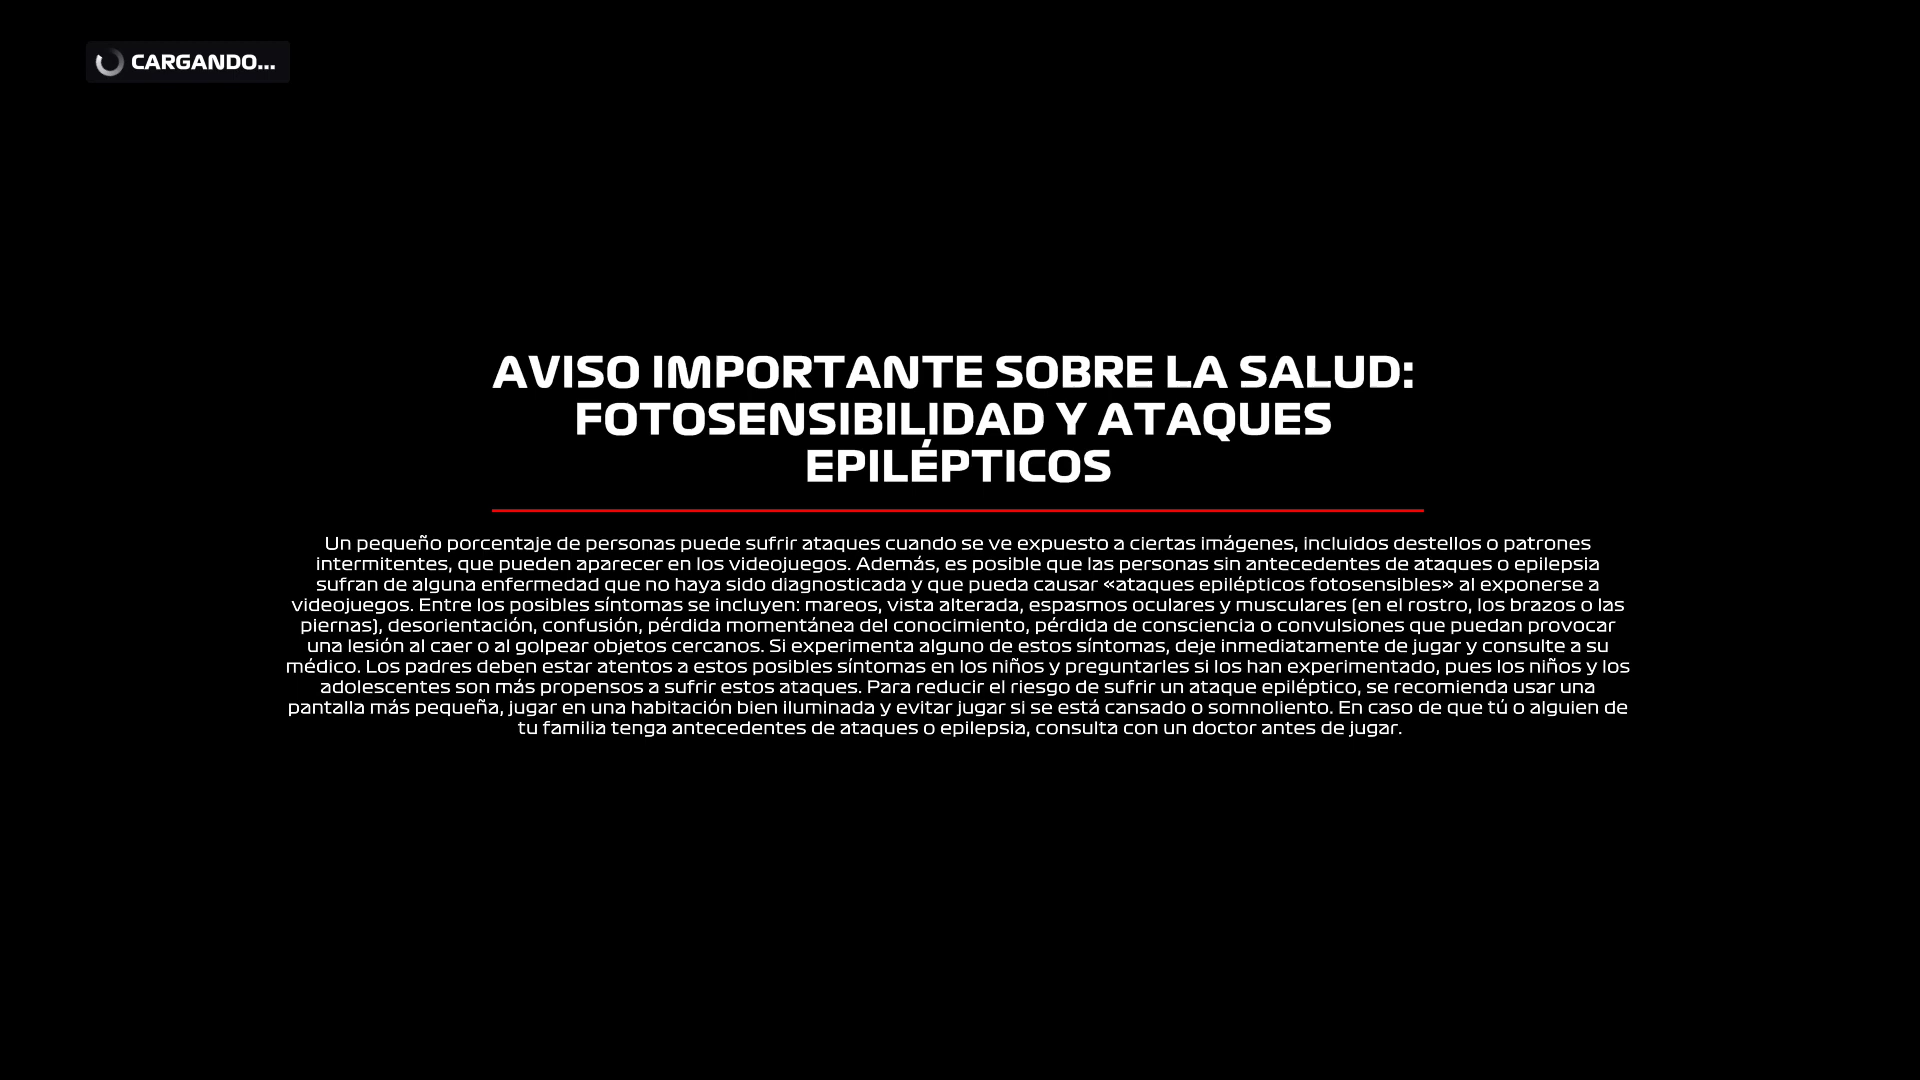 CARGANDO...
AVISO IMPORTANTE SOBRE LA SALUD:
FOTOSENSIBILIDAD Y ATAQUES
EPILÉPTICOS
Un pequeño porcentaje de personas puede sufrir ataques cuando se ve expuesto a ciertas imágenes, incluidos destellos o patrones
intermitentes, que pueden aparecer en los videojuegos. Además, es posible que las personas sin antecedentes de ataques o epilepsia
sufran de alguna enfermedad que no haya sido diagnosticada y que pueda causar «ataques epilépticos fotosensibles» al exponerse a
videojuegos. Entre los posibles síntomas se incluyen: mareos, vista alterada, espasmos oculares y musculares (en el rostro, los brazos o las
piernas), desorientación, confusión, pérdida momentánea del conocimiento, pérdida de consciencia o convulsiones que puedan provocar
una lesión al caer o al golpear objetos cercanos. Si experimenta alguno de estos síntomas, deje inmediatamente de jugar y consulte a su
médico. Los padres deben estar atentos a estos posibles síntomas en los niños y preguntarles si los han experimentado, pues los niños y los
adolescentes son más propensos a sufrir estos ataques. Para reducir el riesgo de sufrir un ataque epiléptico, se recomienda usar una
pantalla más pequeña, jugar en una habitación bien iluminada y evitar jugar si se está cansado o somnoliento. En caso de que tú o alguien de
tu familia tenga antecedentes de ataques o epilepsia, consulta con un doctor antes de jugar.